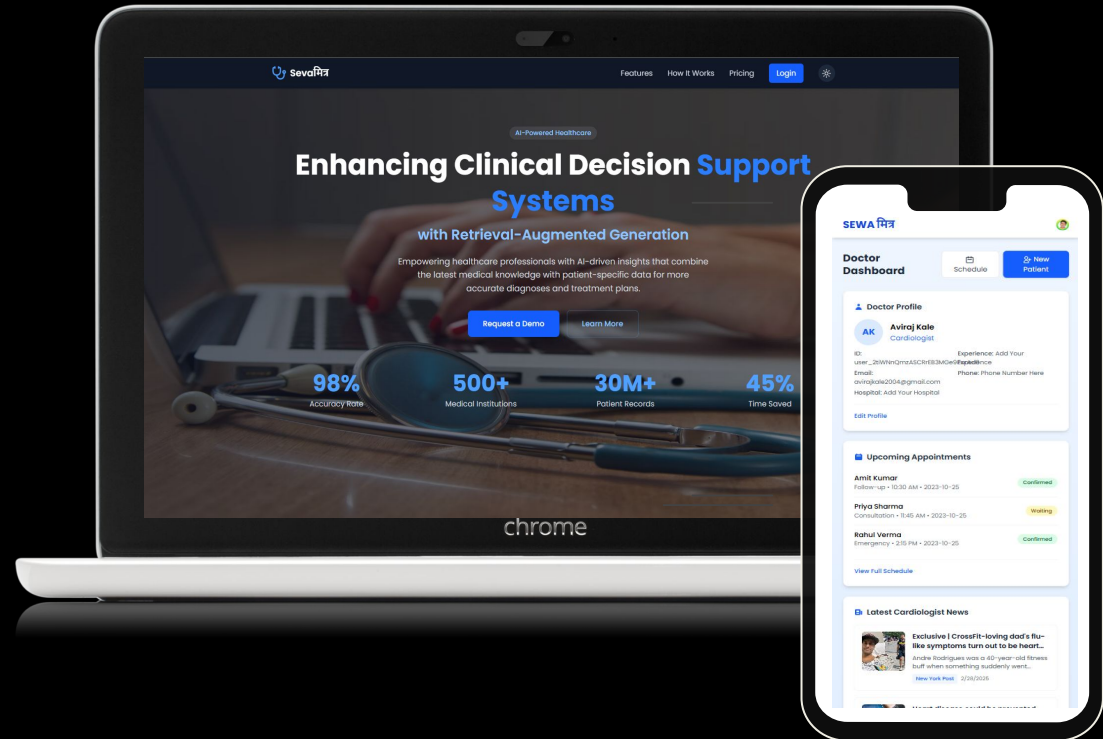 Sevaमित्र
Features How It Works Pricing Login
AI-Powered Healthcare
Enhancing Clinical Decision Support
Systems
with Retrieval-Augmented Generation
Empowering healthcare professionals with AI-driven insights that combine
the latest medical knowledge with patient-specific data for more
accurate diagnoses and treatment plans.
Request a Demo Learn More
98% 500+ 30M+ 45%
Accuracy Rate Medical Institutions Patient Records Time Saved
chrome
SEWA मित्र
Doctor
Dashboard
Schedule
New
Patient
Doctor Profile
AK
Aviraj Kale
Cardiologist
ID:
Experience: Add Your
Email:
avirajkale2004@gmail.com
Phone: Phone Number Here
Hospital: Add Your Hospital
Edit Profile
Upcoming Appointments
Amit Kumar
Follow-up • 10:30 AM • 2023-10-25
Confirmed
Priya Sharma
Consultation • 11:45 AM • 2023-10-25
Waiting
Rahul Verma
Emergency • 2:15 PM • 2023-10-25
Confirmed
View Full Schedule
Latest Cardiologist News
Exclusive | CrossFit-loving dad's flu-
like symptoms turn out to be heart...
Andre Rodrigues was a 40-year-old fitness
buff when something suddenly went...
New York Post 2/28/2025